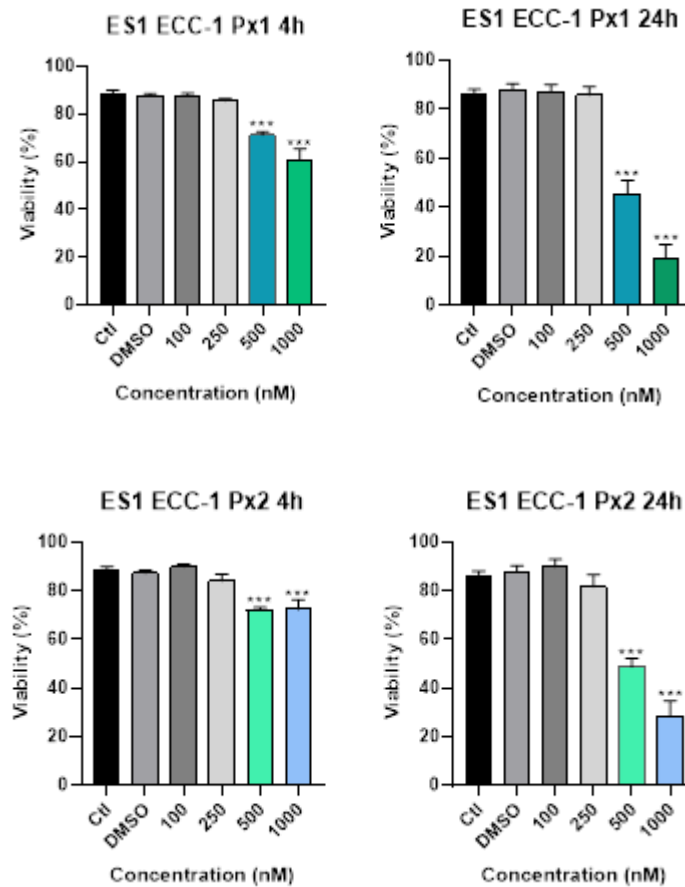 ES1 ECC-1 Px1 4h
100
80
60
40
20
0
Viability (%)
***
***
Ctl
DMSO
100
250
500
1000
Concentration (nM)
ES1 ECC-1 Px1 24h
100
80
60
40
20
0
Viability (%)
***
***
Ctl
DMSO
100
250
500
1000
Concentration (nM)
ES1 ECC-1 Px2 4h
100
80
60
40
20
0
Viability (%)
***
***
Ctl
DMSO
100
250
500
1000
Concentration (nM)
ES1 ECC-1 Px2 24h
100
80
60
40
20
0
Viability (%)
***
***
Ctl
DMSO
100
250
500
1000
Concentration (nM)